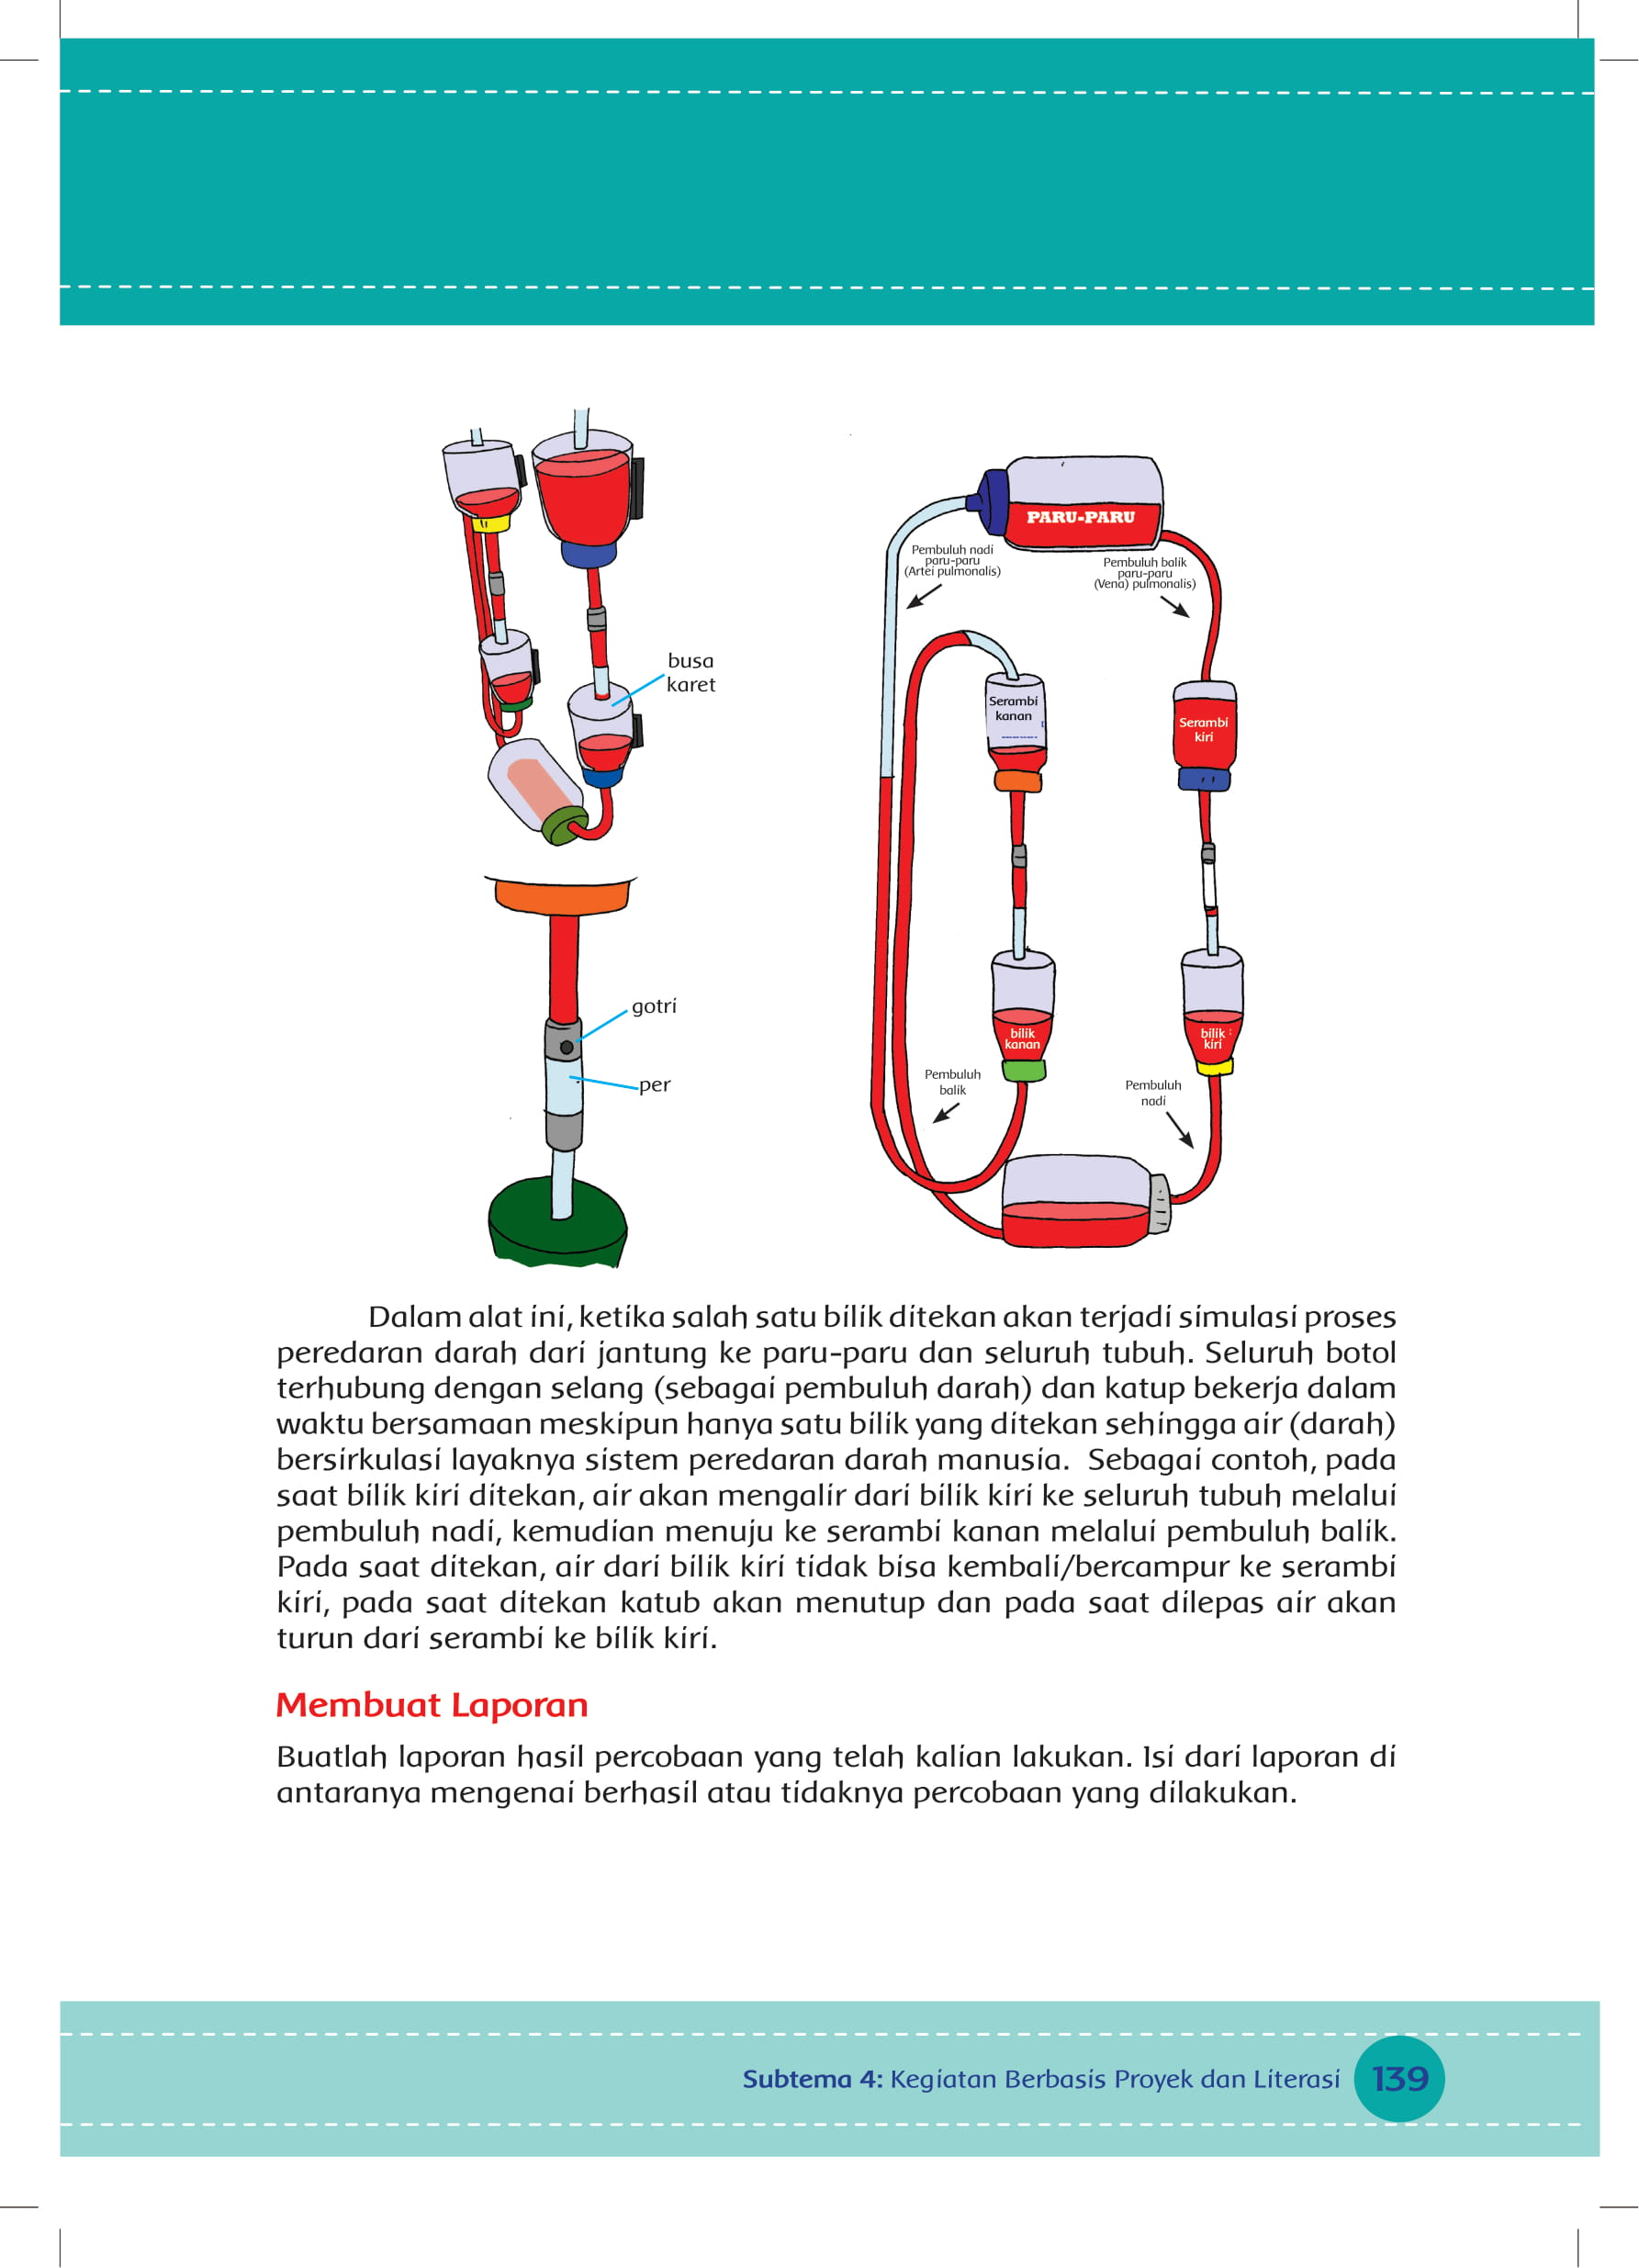 busa
karet
gotri
per
PARU-PARU
Pembuluh nadi
paru-paru
(Artei pulmonalis)
Pembuluh balik
paru-paru
(Vena) pulmonalis)
Serambi
kanan
Serambi
kiri
bilik
kanan
bilik
kiri
Pembuluh
balik
Pembuluh
nadi
Dalam alat ini, ketika salah satu bilik ditekan akan terjadi simulasi proses
peredaran darah dari jantung ke paru-paru dan seluruh tubuh. Seluruh botol
terhubung dengan selang (sebagai pembuluh darah) dan katup bekerja dalam
waktu bersamaan meskipun hanya satu bilik yang ditekan sehingga air (darah)
bersirkulasi layaknya sistem peredaran darah manusia. Sebagai contoh, pada
saat bilik kiri ditekan, air akan mengalir dari bilik kiri ke seluruh tubuh melalui
pembuluh nadi, kemudian menuju ke serambi kanan melalui pembuluh balik.
Pada saat ditekan, air dari bilik kiri tidak bisa kembali/bercampur ke serambi
kiri, pada saat ditekan katub akan menutup dan pada saat dilepas air akan
turun dari serambi ke bilik kiri.
Membuat Laporan
Buatlah laporan hasil percobaan yang telah kalian lakukan. Isi dari laporan di
antaranya mengenai berhasil atau tidaknya percobaan yang dilakukan.
Subtema 4: Kegiatan Berbasis Proyek dan Literasi 139